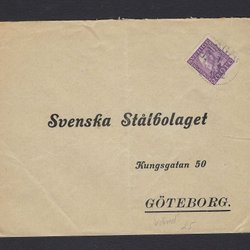 Svenska Stålbolaget
Kungsgatan 50
GÖTEBORG.